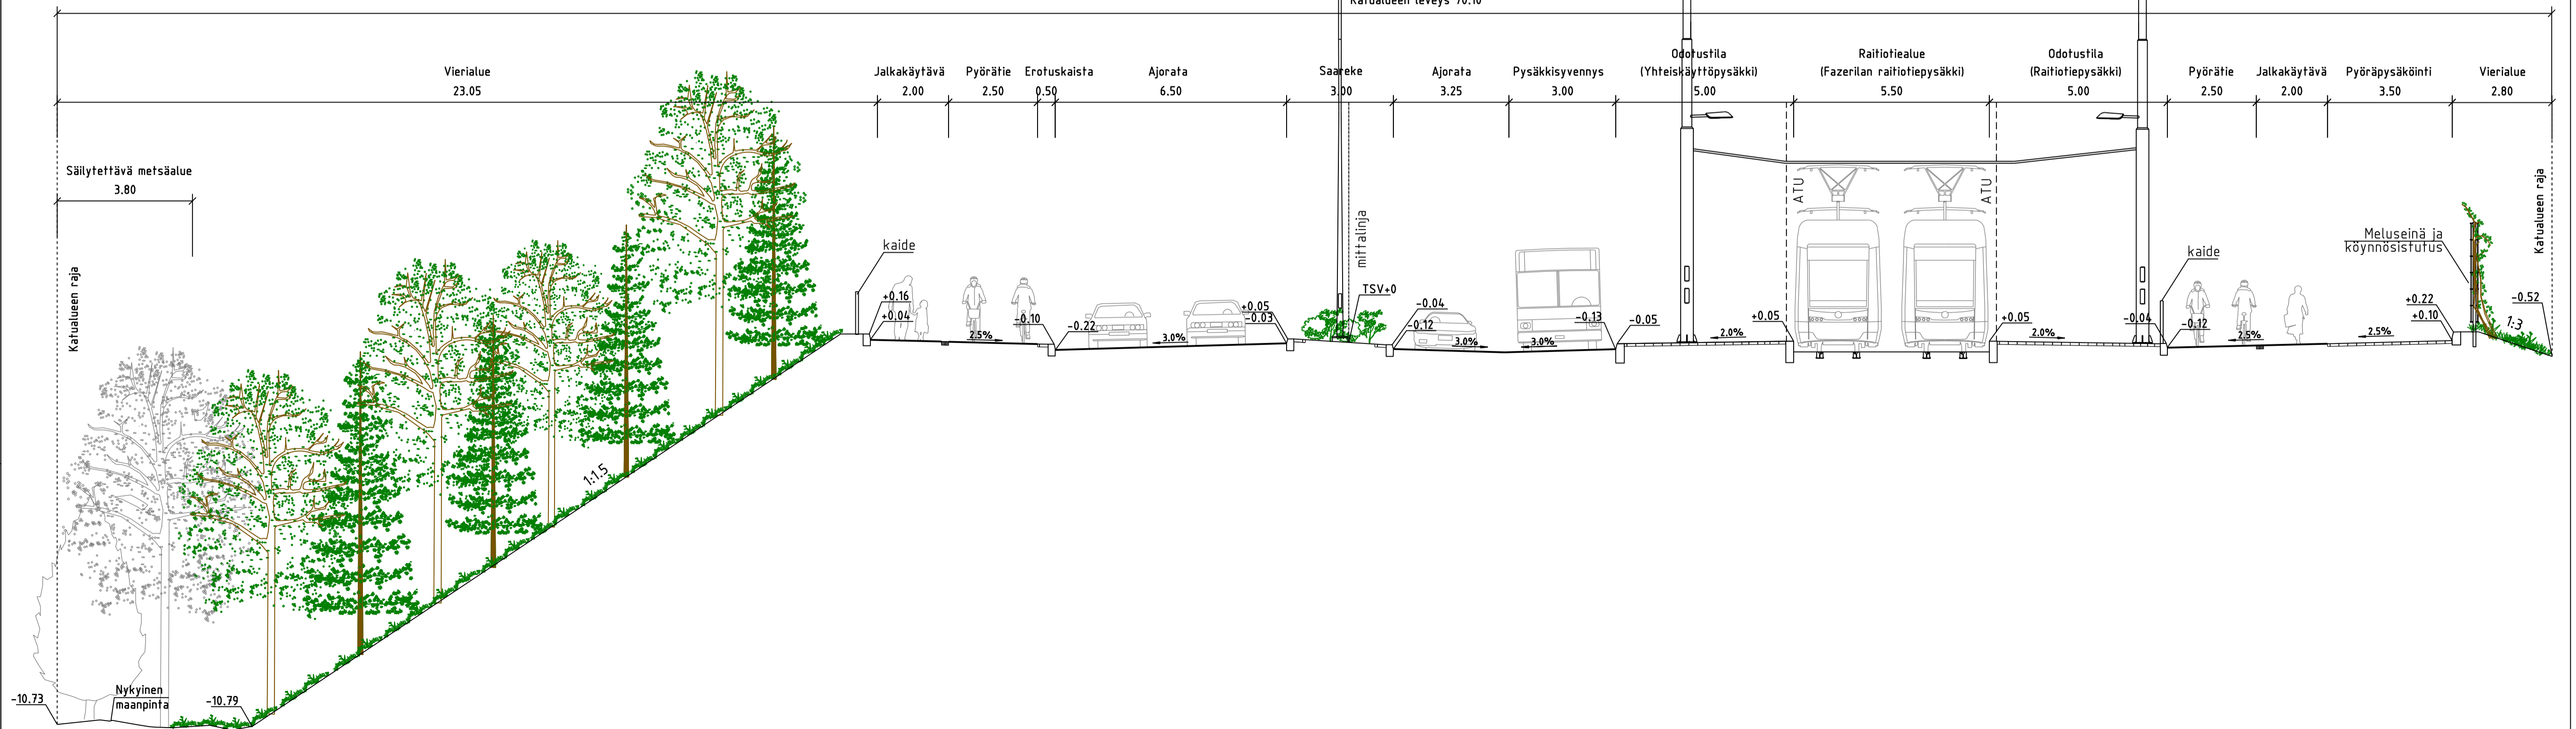 Katualueen leveys 70.10
Vierialue
23.05
Jalkakäytävä
2.00
Pyörätie
2.50
Erotuskaista
0.50
Ajorata
6.50
Saareke
3.00
Ajorata
3.25
Pysäkkisyvennys
3.00
Odotustila
(Yhteiskäyttöpysäkki)
5.00
Raitiotiealue
(Fazerilan raitiotiepysäkki)
5.50
Odotustila
(Raitiotiepysäkki)
5.00
Pyörätie
2.50
Jalkakäytävä
2.00
Pyöräpysäköinti
3.50
Vierialue
2.80
Säilytettävä metsäalue
3.80
Katualueen raja
-10.73
Nykyinen
maanpinta
-10.79
1:1.5
kaide
+0.16
+0.04
2.5%
-0.10
-0.22
3.0%
+0.05
-0.03
mittalinja
TSV+0
-0.04
-0.12
3.0%
3.0%
-0.13
-0.05
2.0%
+0.05
ATU
ATU
+0.05
2.0%
-0.04
-0.12
kaide
2.5%
2.5%
+0.22
+0.10
Meluseinä ja
köynnösistutus
1:3
-0.52
Katualueen raja